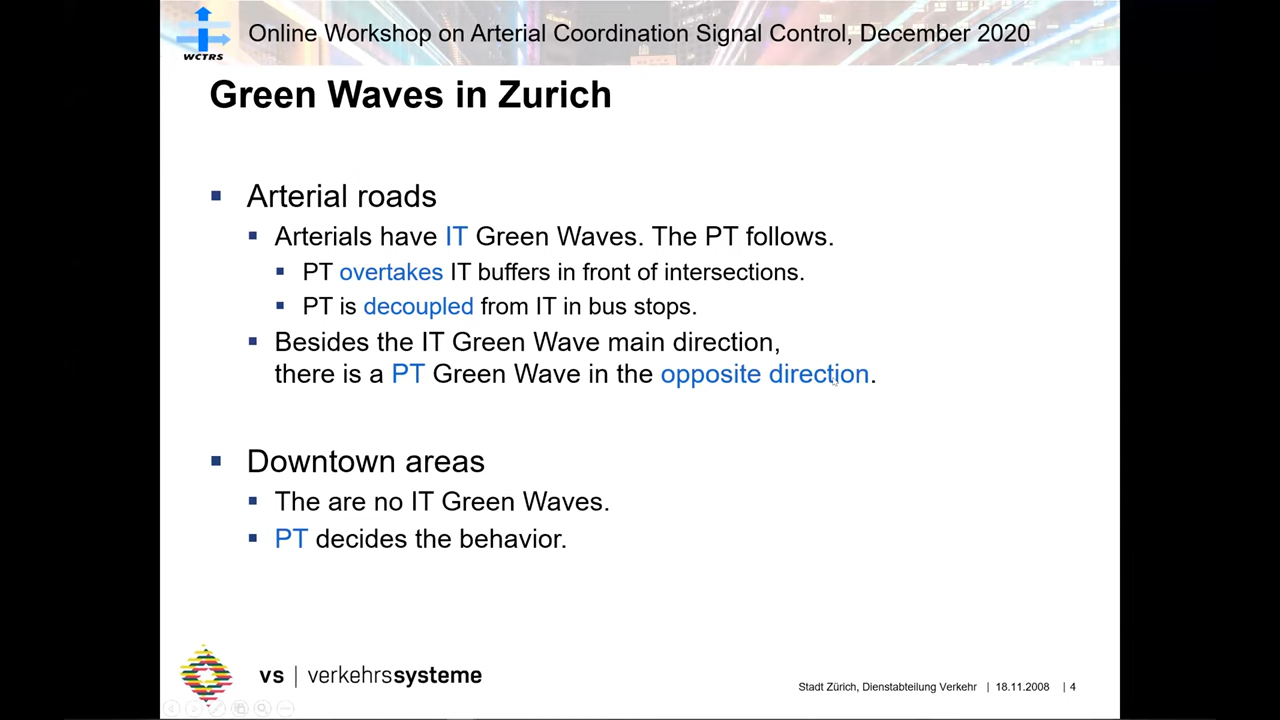 Online Workshop on Arterial Coordination Signal Control, December 2020
WCTRS
Green Waves in Zurich
Arterial roads
Arterials have IT Green Waves. The PT follows.
PT overtakes IT buffers in front of intersections.
PT is decoupled from IT in bus stops.
Besides the IT Green Wave main direction,
there is a PT Green Wave in the opposite direction.
Downtown areas
The are no IT Green Waves.
PT decides the behavior.
vs | verkehrssysteme
Stadt Zürich, Dienstabteilung Verkehr | 18.11.2008 | 4